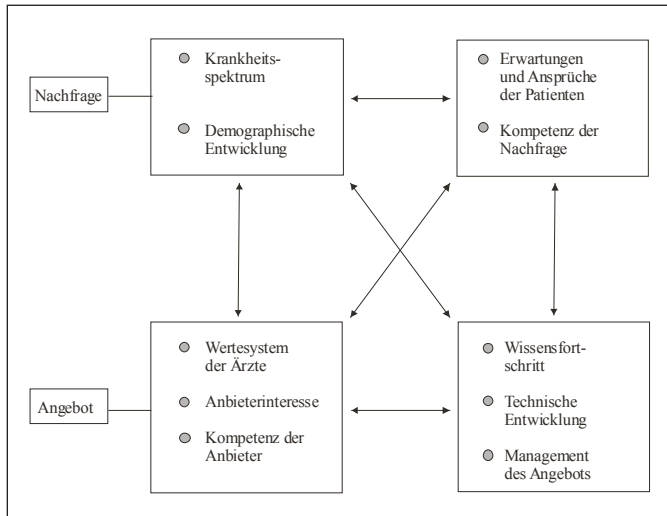 Nachfrage
Krankheits-
spektrum
Demographische
Entwicklung
Erwartungen
und Ansprüche
der Patienten
Kompetenz der
Nachfrage
Angebot
Wertesystem
der Ärzte
Anbieterinteresse
Kompetenz der
Anbieter
Wissensfort-
schritt
Technische
Entwicklung
Management
des Angebots